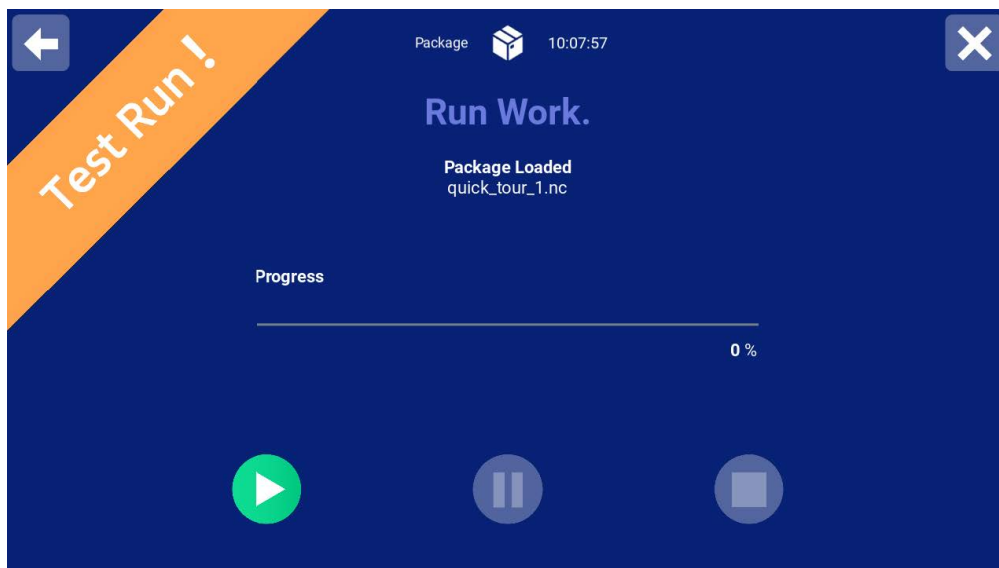 Test Run !
Package 10:07:57
Run Work.
Package Loaded
quick_tour_1.nc
Progress
0 %